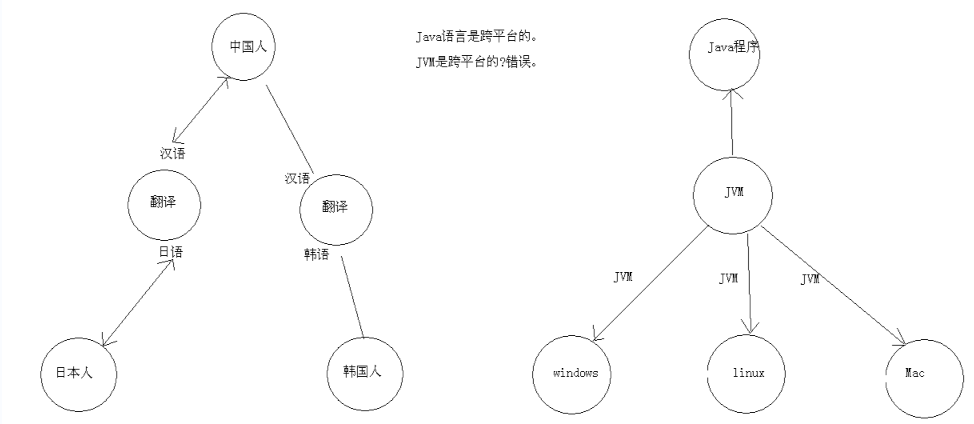 中国人
汉语
翻译
日语
日本人
汉语
翻译
韩语
韩国人
Java语言是跨平台的。
JVM是跨平台的?错误。
Java程序
JVM
JVM
JVM
JVM
windows
linux
Mac